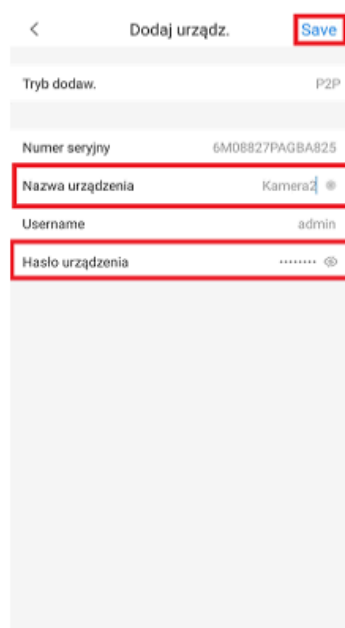 Dodaj urządz. Save
Tryb dodaw. P2P
Numer seryjny 6M08827PAGBA825
Nazwa urządzenia Kamera2
Username admin
Hasło urządzenia ········